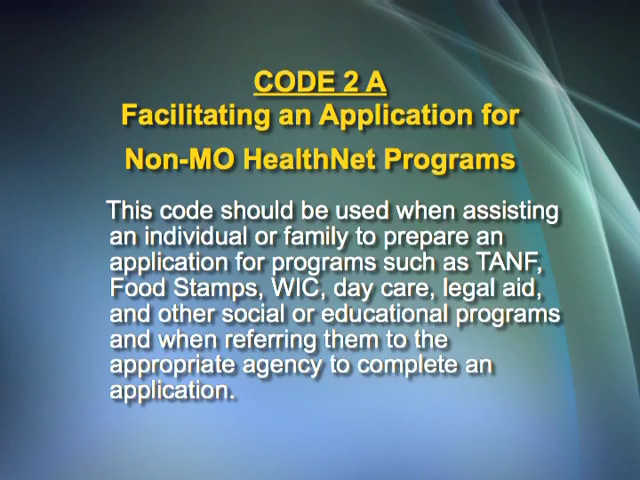 CODE 2 A
Facilitating an Application for
Non-MO HealthNet Programs
This code should be used when assisting
an individual or family to prepare an
application for programs such as TANF,
Food Stamps, WIC, day care, legal aid,
and other social or educational programs
and when referring them to the
appropriate agency to complete an
application.